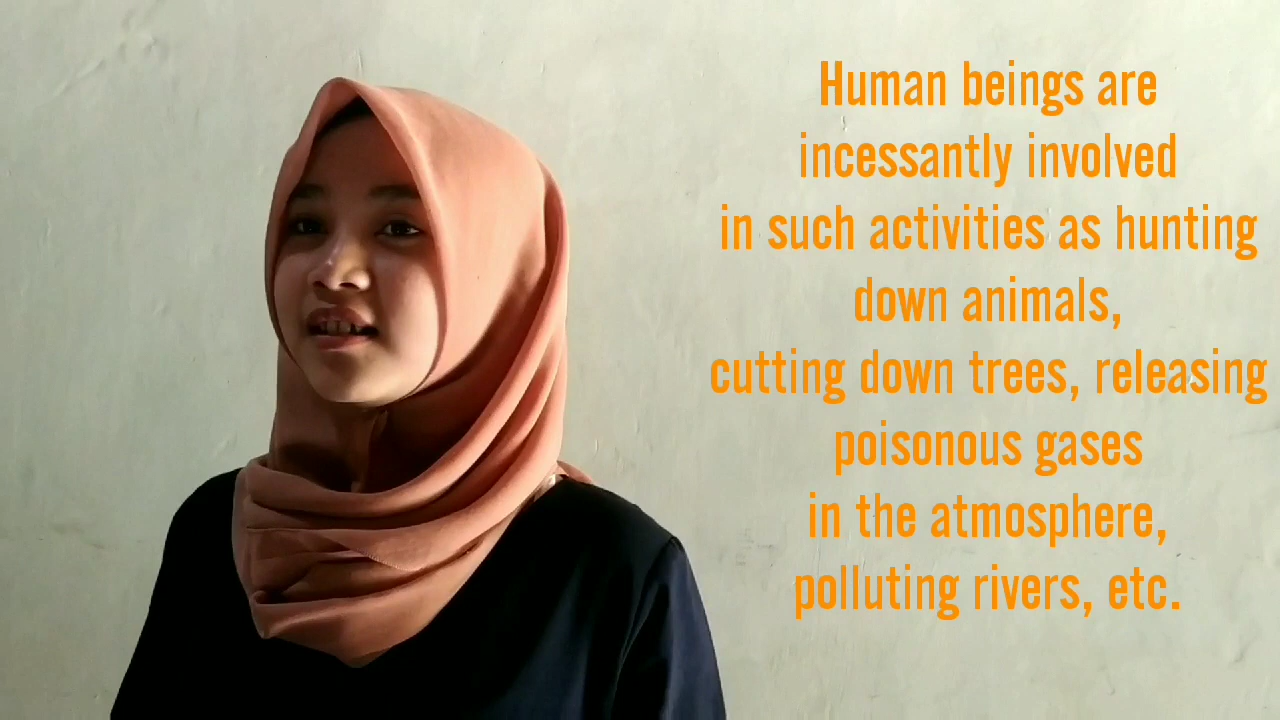 Human beings are
incessantly involved
in such activities as hunting
down animals,
cutting down trees, releasing
poisonous gases
in the atmosphere,
polluting rivers, etc.